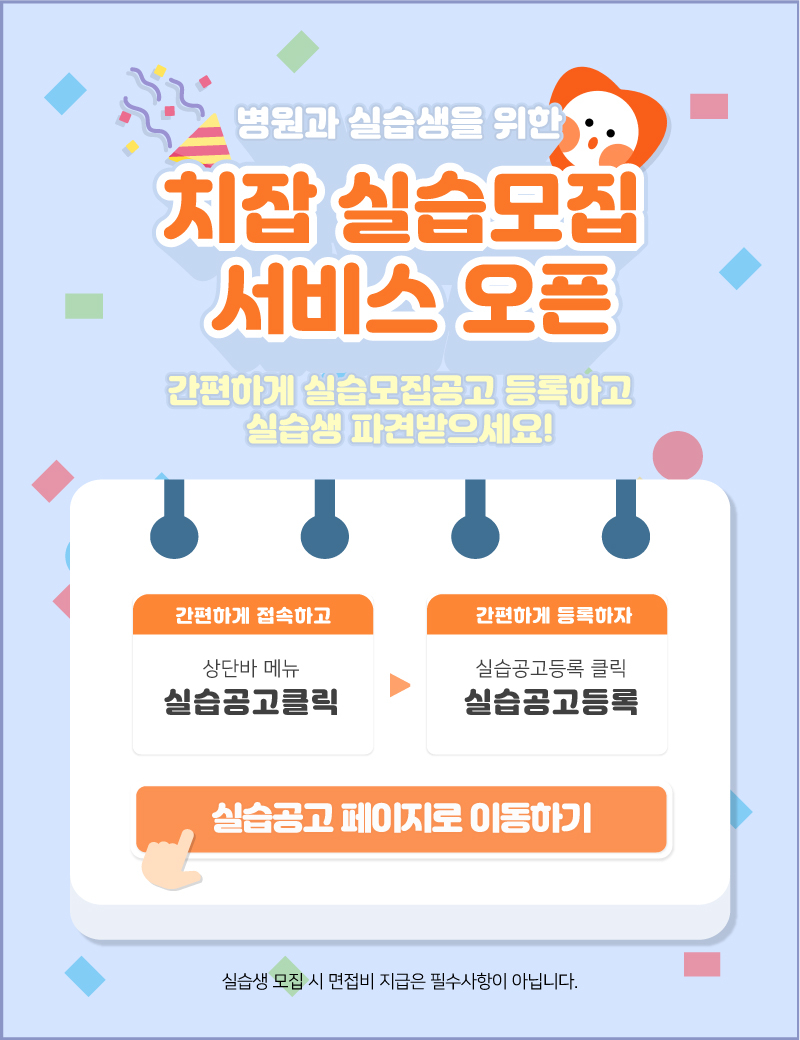 병원과 실습생을 위한
치잡 실습모집
서비스 오픈
간편하게 실습모집공고 등록하고
실습생 파견받으세요!
간편하게 접속하고
상단바 메뉴
실습공고클릭
간편하게 등록하자
실습공고등록 클릭
실습공고등록
실습공고 페이지로 이동하기
실습생 모집 시 면접비 지급은 필수사항이 아닙니다.